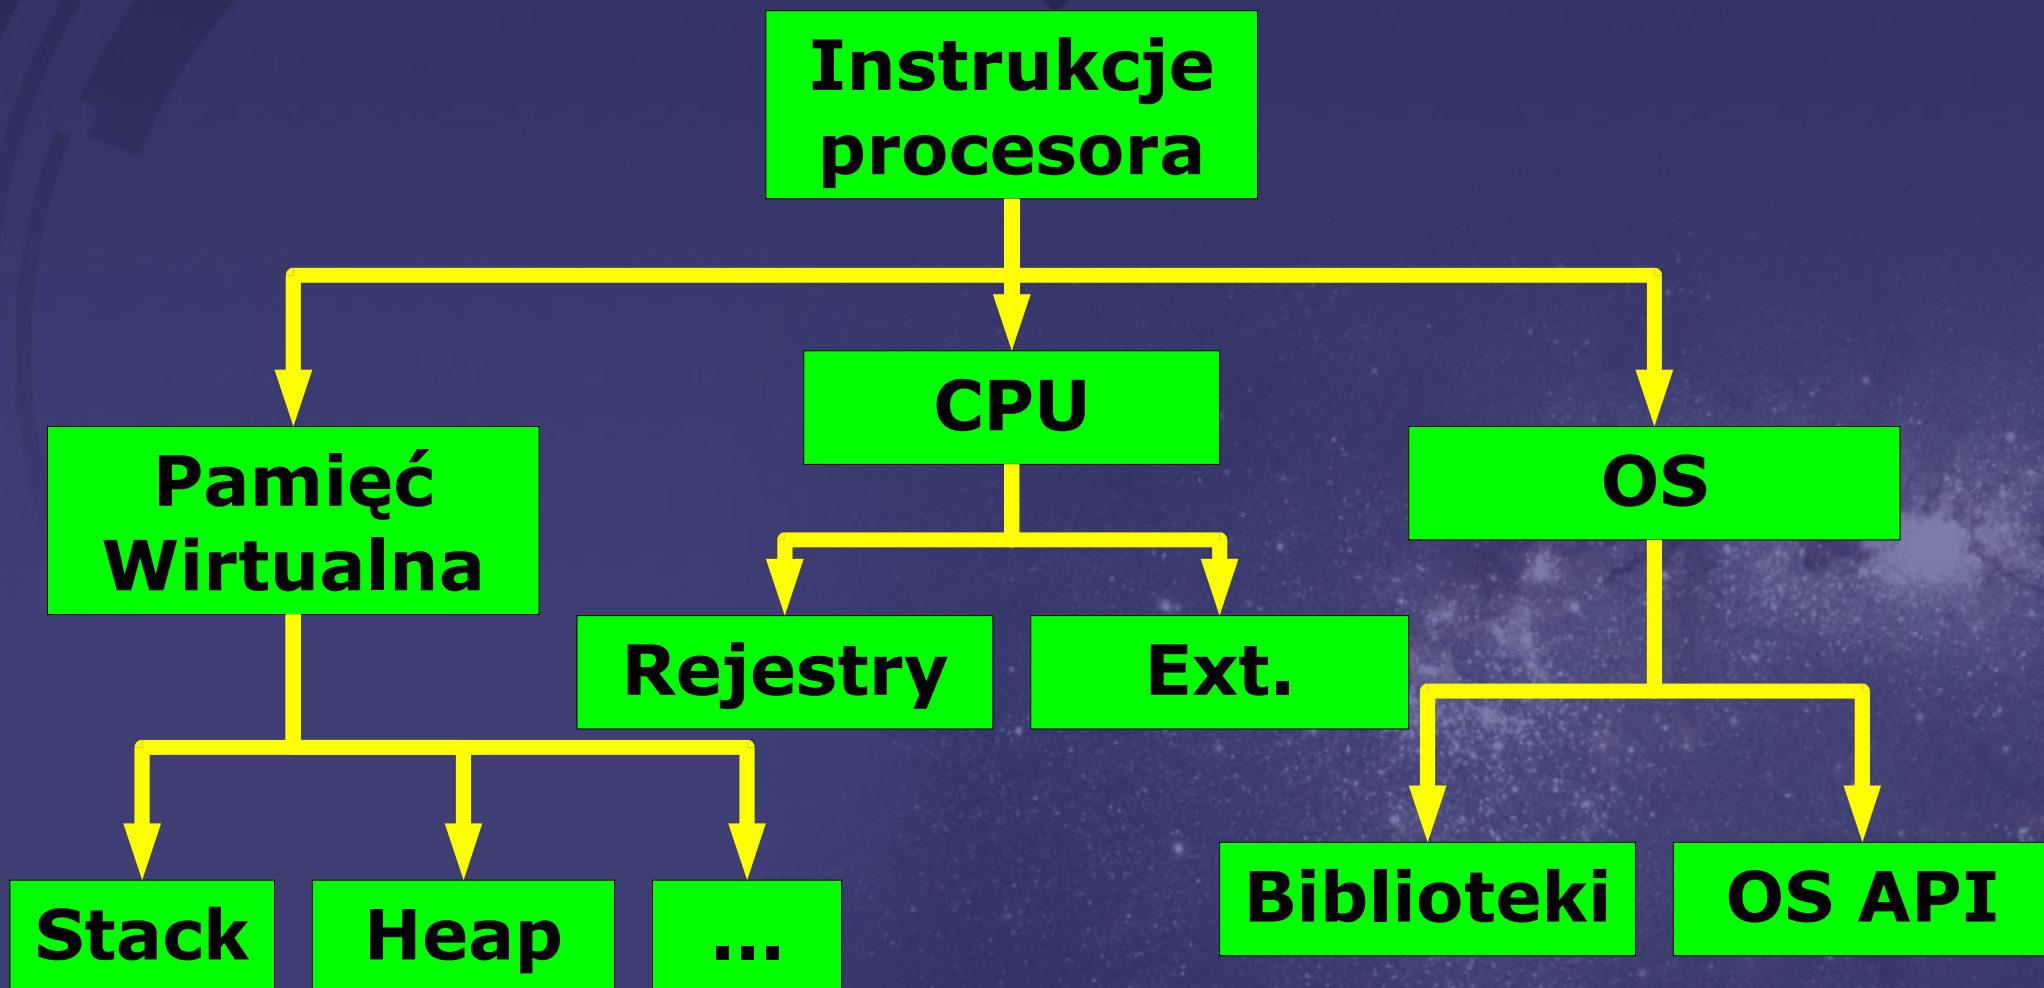 Instrukcje
procesora
CPU
Pamięć
Wirtualna
OS
Rejestry
Ext.
Biblioteki
OS API
Stack
Heap
...